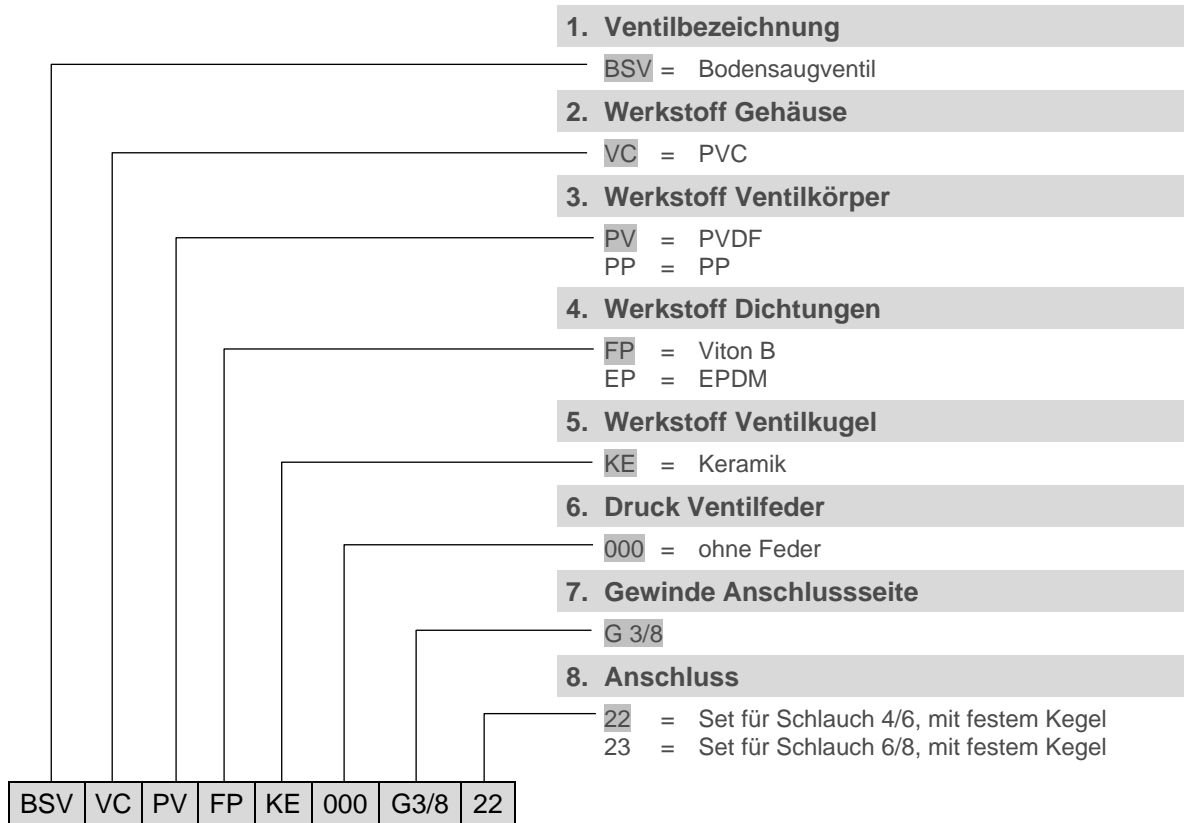 1. Ventilbezeichnung
BSV = Bodensaugventil
2. Werkstoff Gehäuse
VC = PVC
3. Werkstoff Ventilkörper
PV = PVDF
PP = PP
4. Werkstoff Dichtungen
FP = Viton B
EP = EPDM
5. Werkstoff Ventilkugel
KE = Keramik
6. Druck Ventilfeder
000 = ohne Feder
7. Gewinde Anschlussseite
G 3/8
8. Anschluss
22 = Set für Schlauch 4/6, mit festem Kegel
23 = Set für Schlauch 6/8, mit festem Kegel
BSV VC PV FP KE 000 G3/8 22